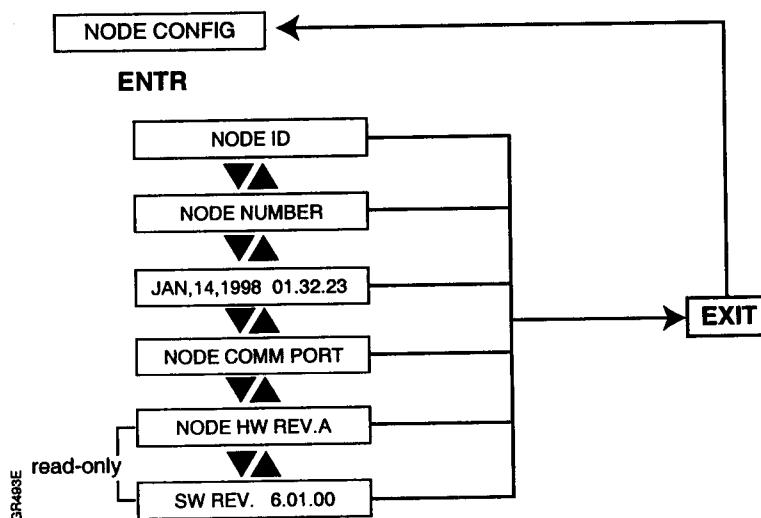 NODE CONFIG
ENTR
NODE ID
NODE NUMBER
JAN,14,1998 01.32.23
EXIT
NODE COMM PORT
NODE HW REV.A
read-only
SW REV. 6.01.00
GR493E